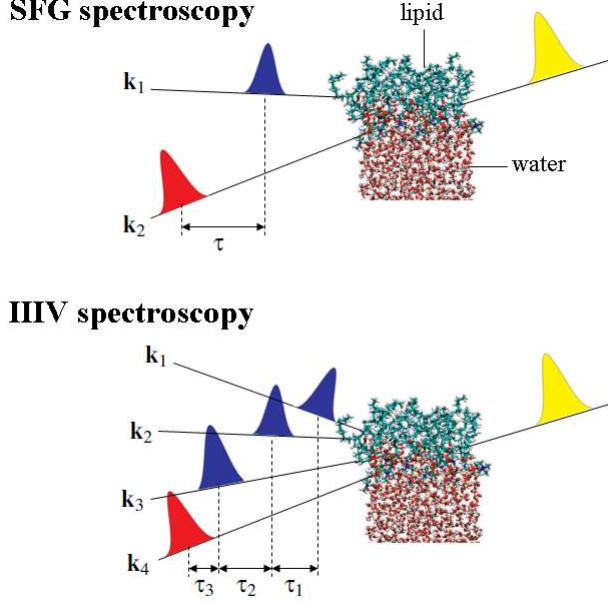 SFG spectroscopy
lipid
k1
water
k2
τ
IIIV spectroscopy
k1
k2
k3
k4
τ3 τ2 τ1